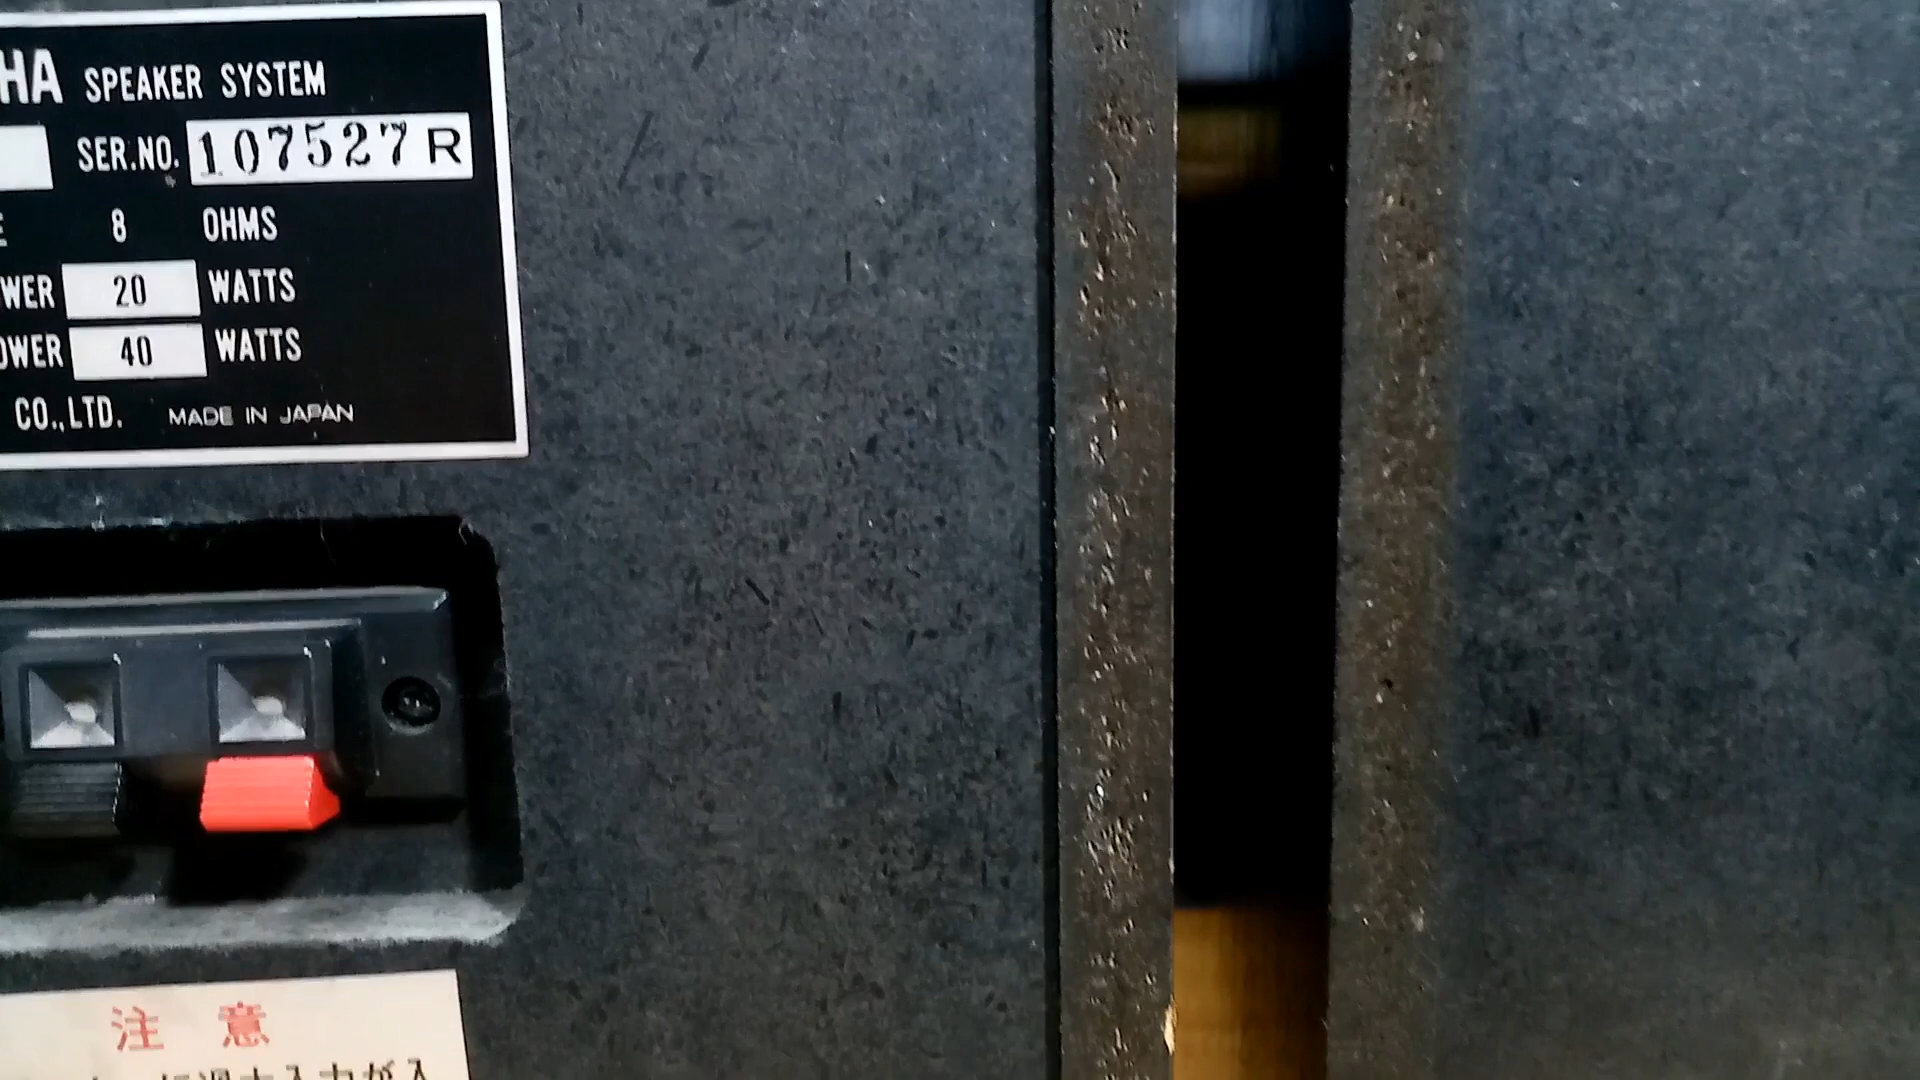 HA SPEAKER SYSTEM
SER.NO. 107527R
8 OHMS
WER 20 WATTS
OWER 40 WATTS
CO.,LTD. MADE IN JAPAN
注 意